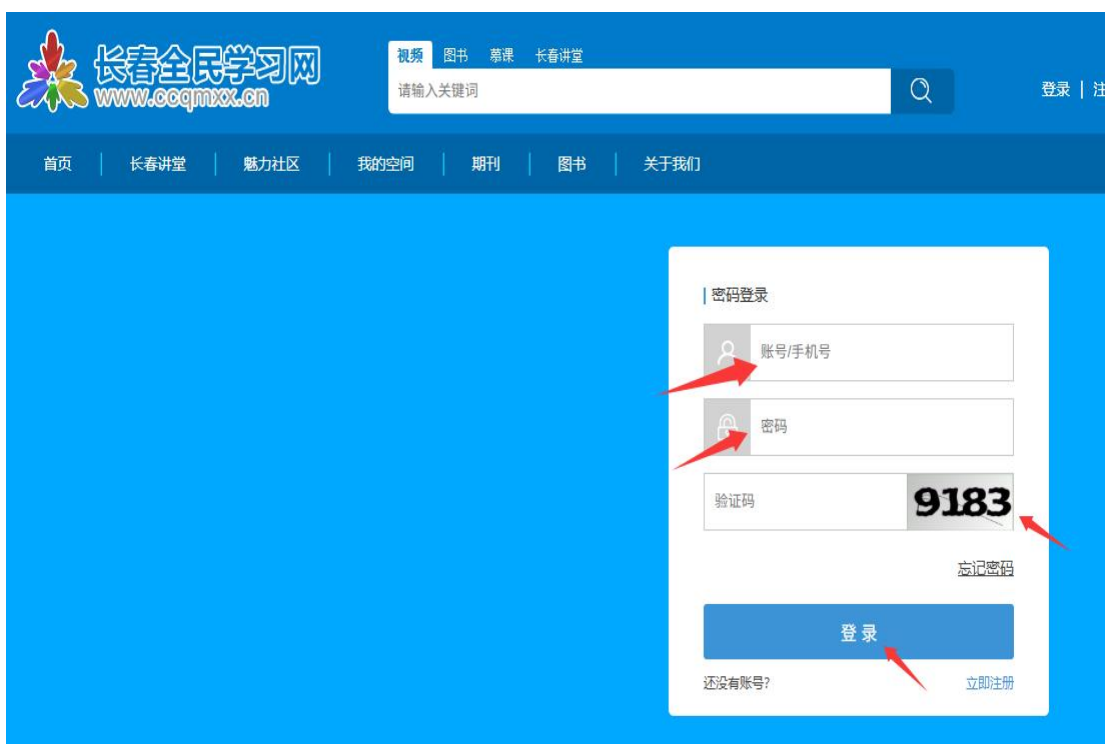 长春全民学习网
www.ccqmxx.cn
视频 图书 慕课 长春讲堂
请输入关键词
登录 | 注
首页 长春讲堂 魅力社区 我的空间 期刊 图书 关于我们
密码登录
账号/手机号
密码
验证码 9183
忘记密码
登录
还没有账号? 立即注册